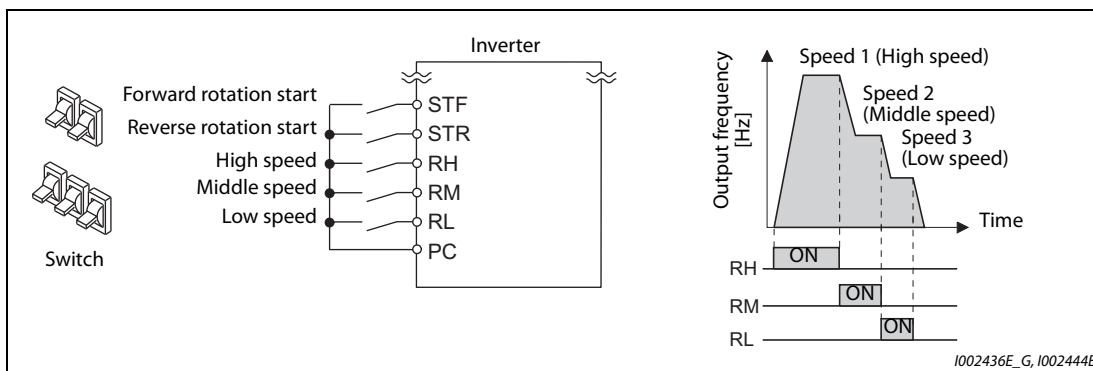 Inverter
Forward rotation start
Reverse rotation start
High speed
Middle speed
Low speed
STF
STR
RH
RM
RL
PC
Switch
Output frequency
[Hz]
Speed 1 (High speed)
Speed 2
(Middle speed)
Speed 3
(Low speed)
Time
RH
ON
RM
ON
RL
ON
I002436E_G, I002444E